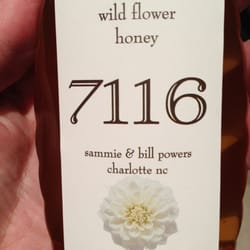 wild flower
honey
7116
sammie & bill powers
charlotte nc